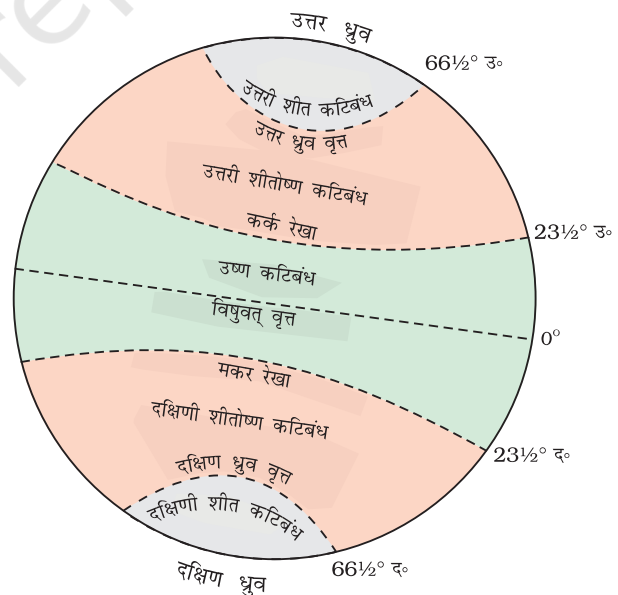 उत्तर ध्रुव
66½° उ॰
उत्तरी शीत कटिबंध
उत्तर ध्रुव वृत्त
उत्तरी शीतोष्ण कटिबंध
कर्क रेखा
23½° उ॰
उष्ण कटिबंध
विषुवत् वृत्त
0°
मकर रेखा
दक्षिणी शीतोष्ण कटिबंध
23½° द॰
दक्षिण ध्रुव वृत्त
दक्षिणी शीत कटिबंध
66½° द॰
दक्षिण ध्रुव